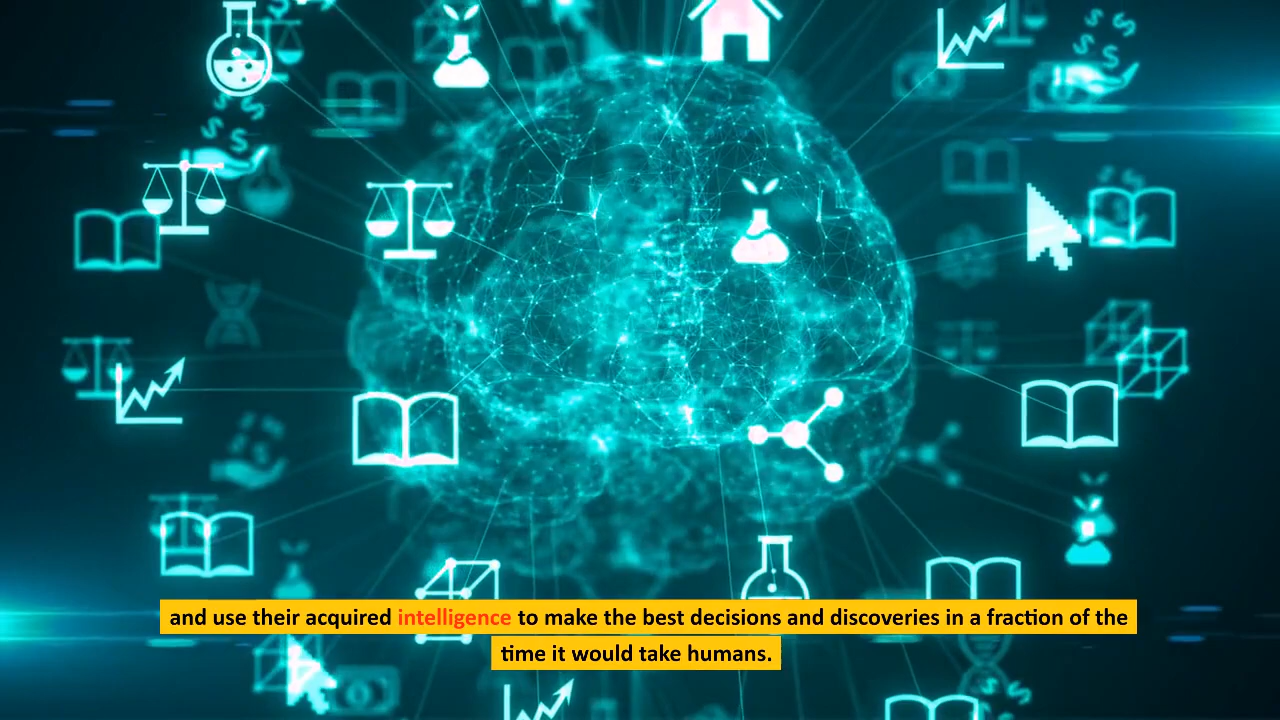 and use their acquired intelligence to make the best decisions and discoveries in a fraction of the
time it would take humans.